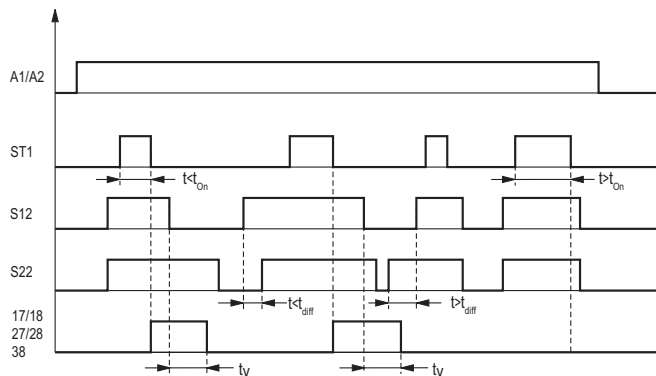 A1/A2
ST1
t<tOn
t>tOn
S12
S22
t<tdiff
t>tdiff
17/18
27/28
38
tV
tV